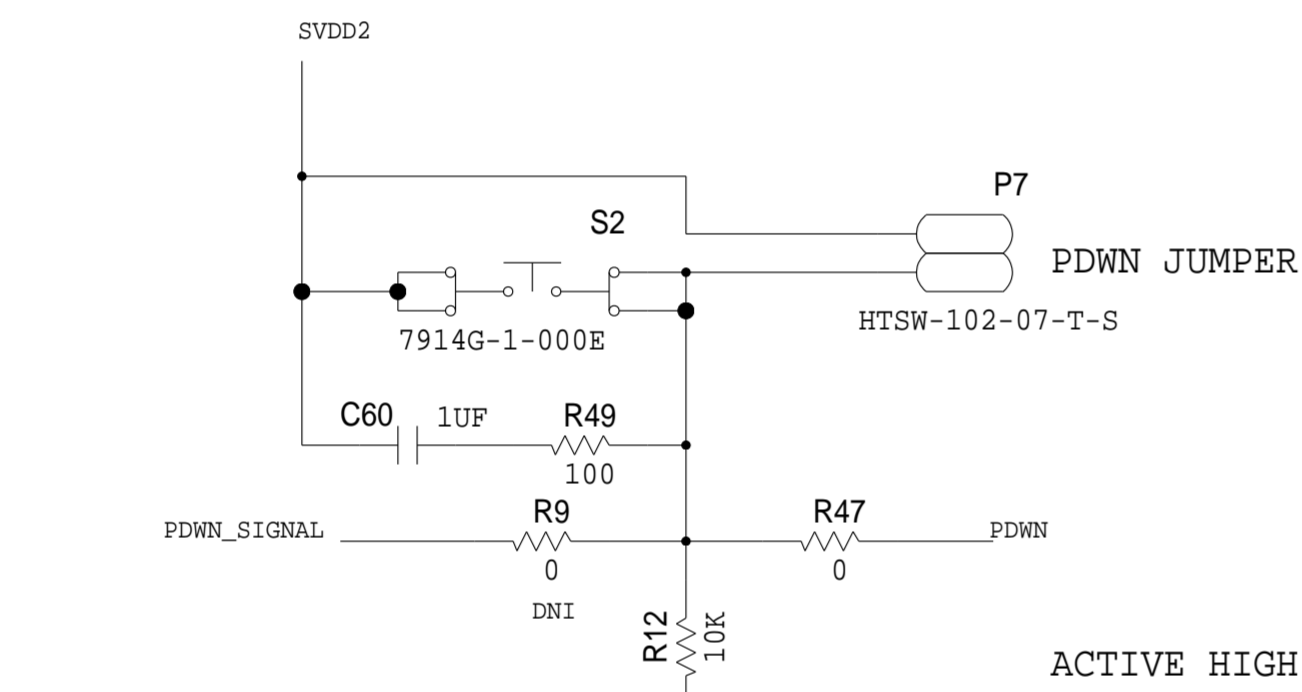 SVDD2
P7
S2
PDWN JUMPER
HTSW-102-07-T-S
7914G-1-000E
C60 1UF R49
100
R9 R47
PDWN_SIGNAL PDWN
0 0
DNI
R12 10K
ACTIVE HIGH